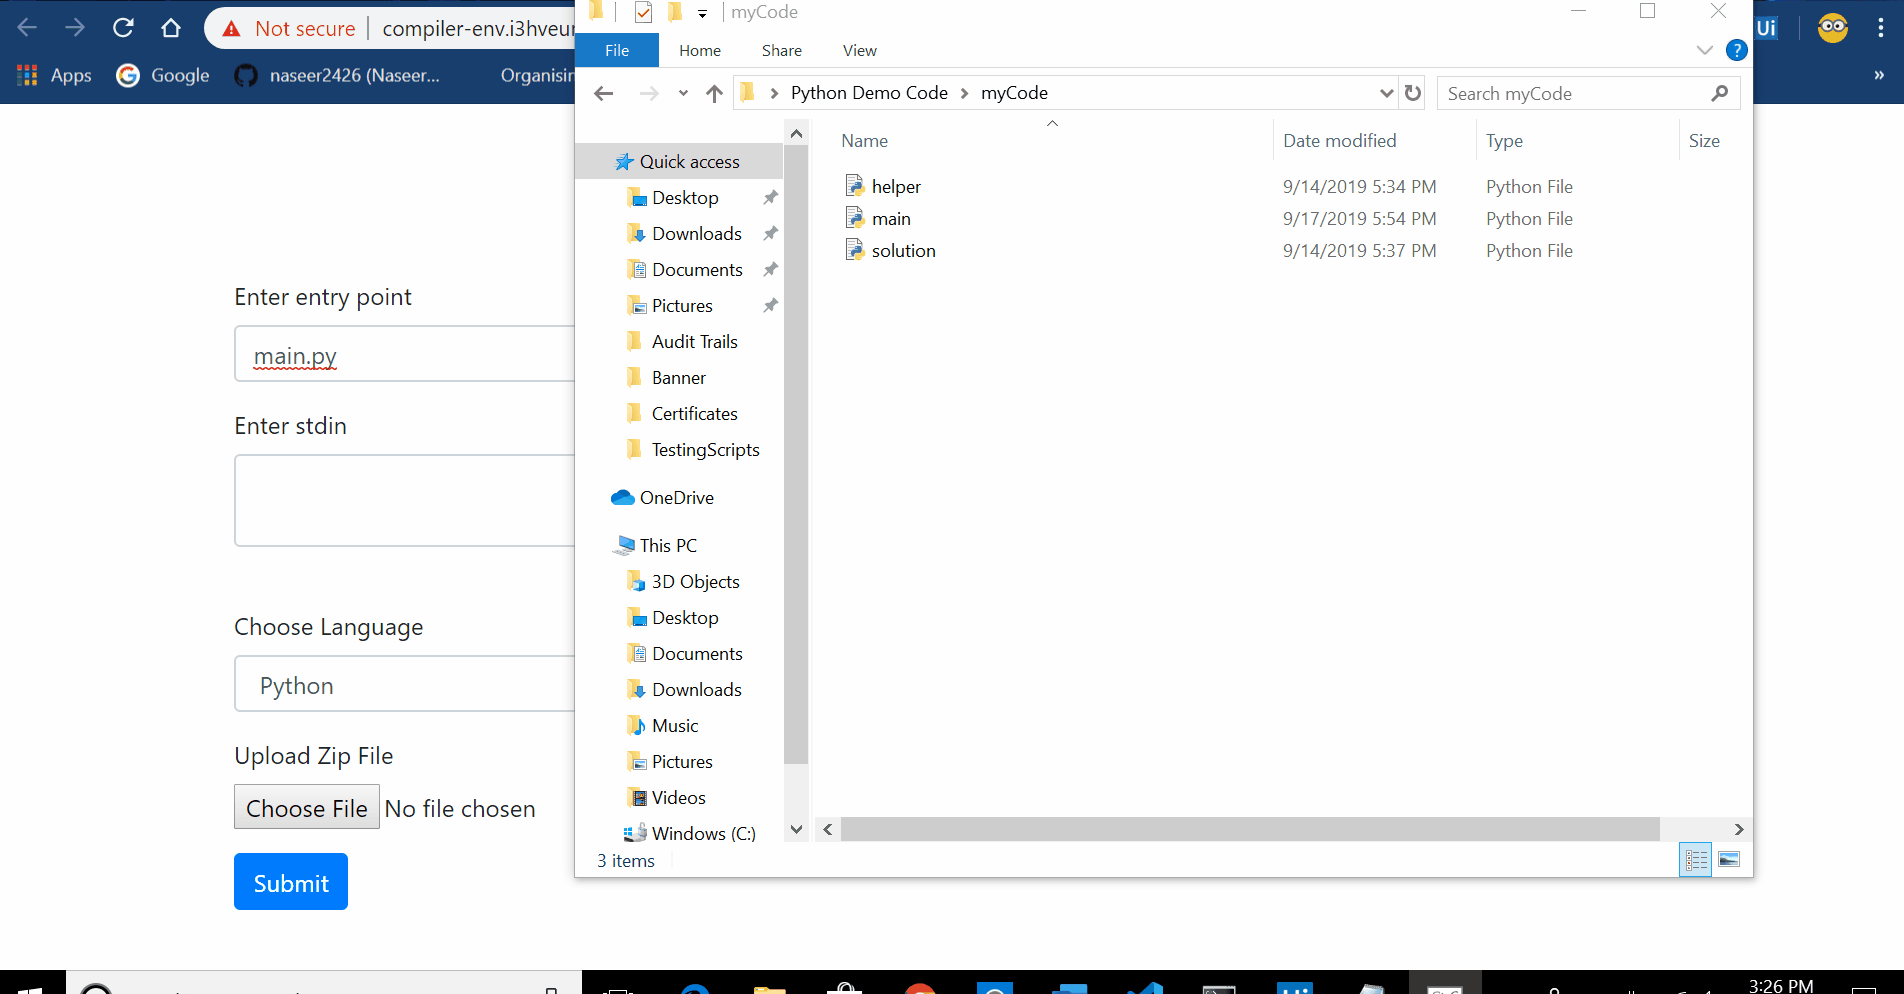 myCode
Not secure
compiler-env.i3hveur
Ui
File
Home
Share
View
?
Apps
Google
naseer2426 (Naseer...
Organisin
»
Python Demo Code
myCode
Search myCode
Name
Date modified
Type
Size
Quick access
Desktop
Downloads
Documents
Pictures
Audit Trails
Banner
Certificates
TestingScripts
OneDrive
This PC
3D Objects
Desktop
Documents
Downloads
Music
Pictures
Videos
Windows (C:)
helper 9/14/2019 5:34 PM Python File
main 9/17/2019 5:54 PM Python File
solution 9/14/2019 5:37 PM Python File
3 items
Enter entry point
main.py
Enter stdin
Choose Language
Python
Upload Zip File
Choose File No file chosen
Submit
3:26 PM